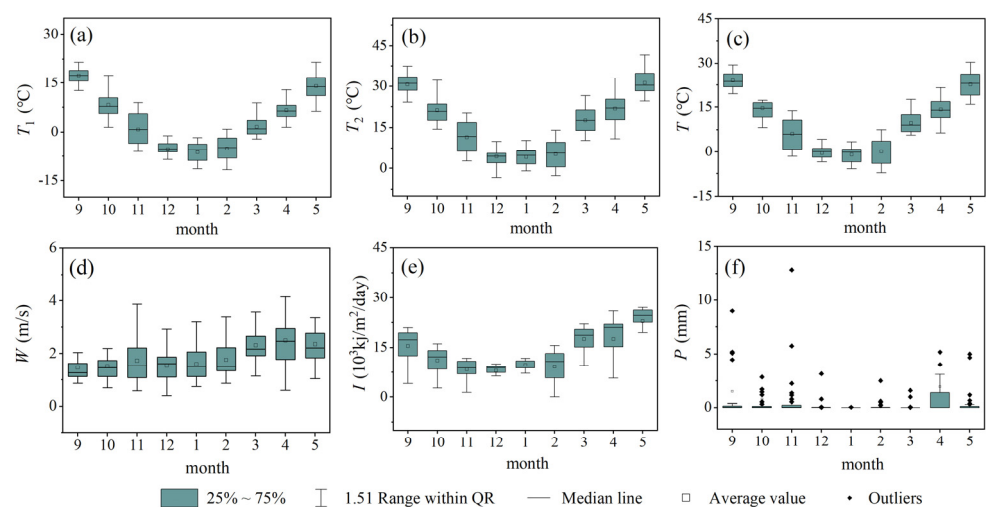 (a)
T1 (°C)
30
15
0
-15
9 10 11 12 1 2 3 4 5
month
(b)
T2 (°C)
45
30
15
0
9 10 11 12 1 2 3 4 5
month
(c)
T (°C)
45
30
15
0
-15
9 10 11 12 1 2 3 4 5
month
(d)
W (m/s)
6
4
2
0
9 10 11 12 1 2 3 4 5
month
(e)
I (10³kj/m²/day)
45
30
15
0
9 10 11 12 1 2 3 4 5
month
(f)
P (mm)
15
10
5
0
9 10 11 12 1 2 3 4 5
month
25% ~ 75% 1.51 Range within QR Median line Average value Outliers